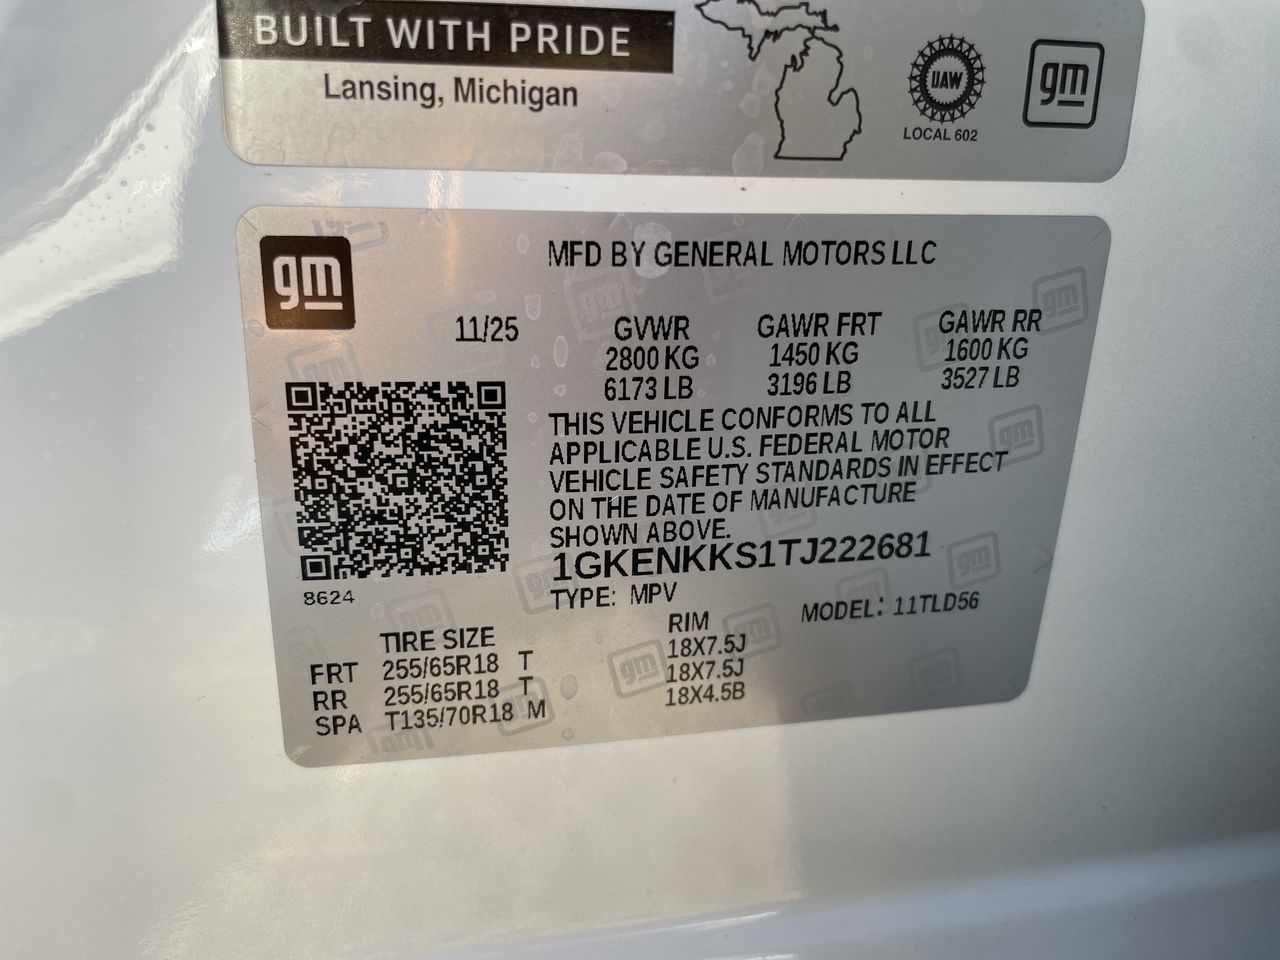 BUILT WITH PRIDE
Lansing, Michigan
UAW
LOCAL 602
gm
gm
MFD BY GENERAL MOTORS LLC
11/25 GVWR GAWR FRT GAWR RR
2800 KG 1450 KG 1600 KG
6173 LB 3196 LB 3527 LB
THIS VEHICLE CONFORMS TO ALL
APPLICABLE U.S. FEDERAL MOTOR
VEHICLE SAFETY STANDARDS IN EFFECT
ON THE DATE OF MANUFACTURE
SHOWN ABOVE.
1GKENKKS1TJ222681
8624
TYPE: MPV MODEL: 11TLD56
TIRE SIZE RIM
FRT 255/65R18 T 18X7.5J
RR 255/65R18 T 18X7.5J
SPA T135/70R18 M 18X4.5B